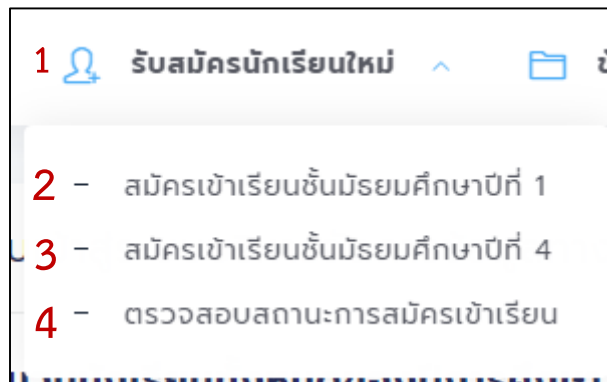 1 รับสมัครนักเรียนใหม่
2 - สมัครเข้าเรียนชั้นมัธยมศึกษาปีที่ 1
3 - สมัครเข้าเรียนชั้นมัธยมศึกษาปีที่ 4
4 - ตรวจสอบสถานะการสมัครเข้าเรียน